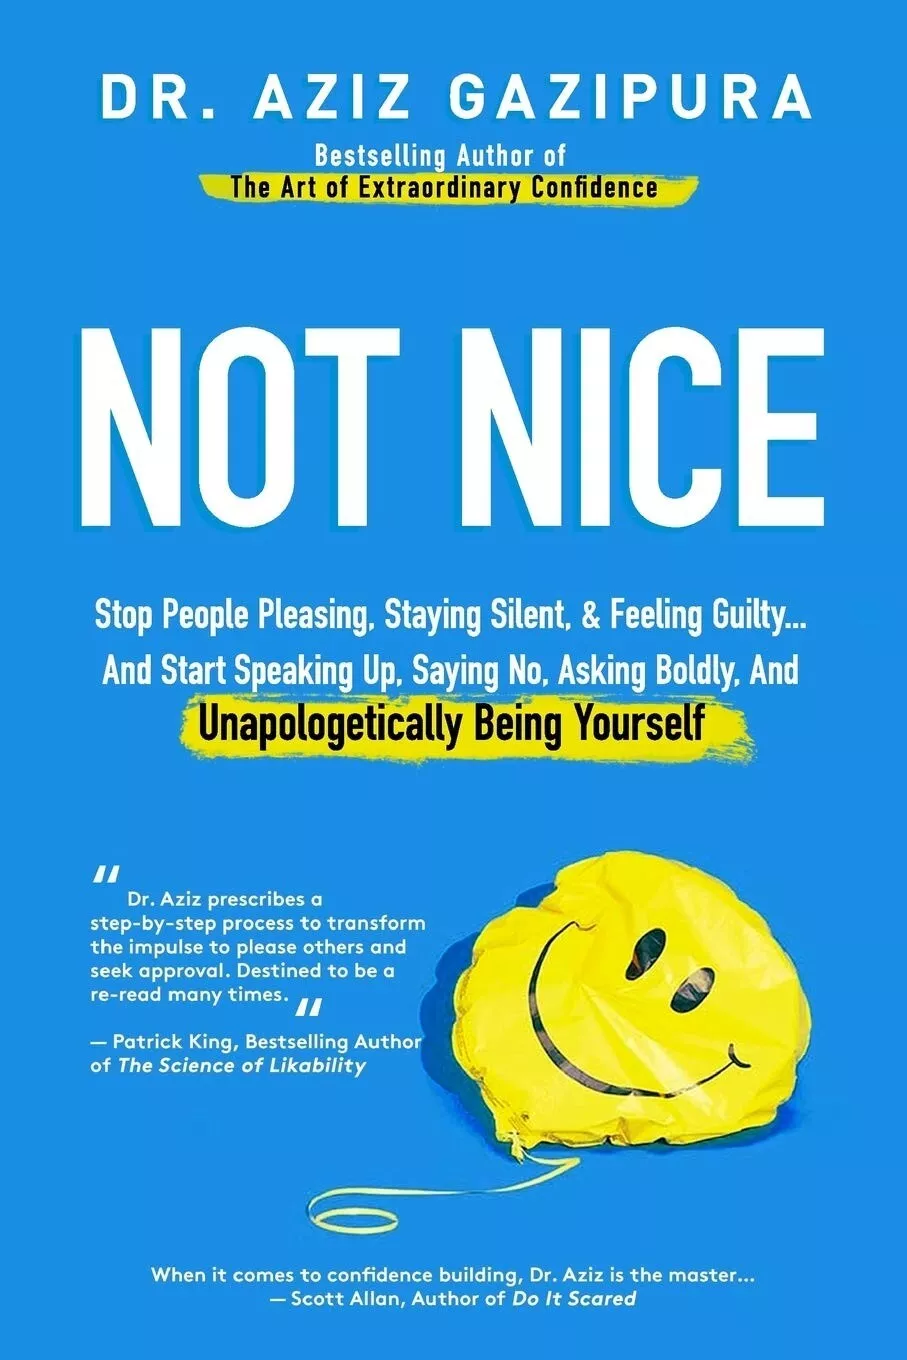 DR. AZIZ GAZIPURA
Bestselling Author of
The Art of Extraordinary Confidence
NOT NICE
Stop People Pleasing, Staying Silent, & Feeling Guilty...
And Start Speaking Up, Saying No, Asking Boldly, And
Unapologetically Being Yourself
"
Dr. Aziz prescribes a
step-by-step process to transform
the impulse to please others and
seek approval. Destined to be a
re-read many times.
"
— Patrick King, Bestselling Author
of The Science of Likability
When it comes to confidence building, Dr. Aziz is the master...
— Scott Allan, Author of Do It Scared